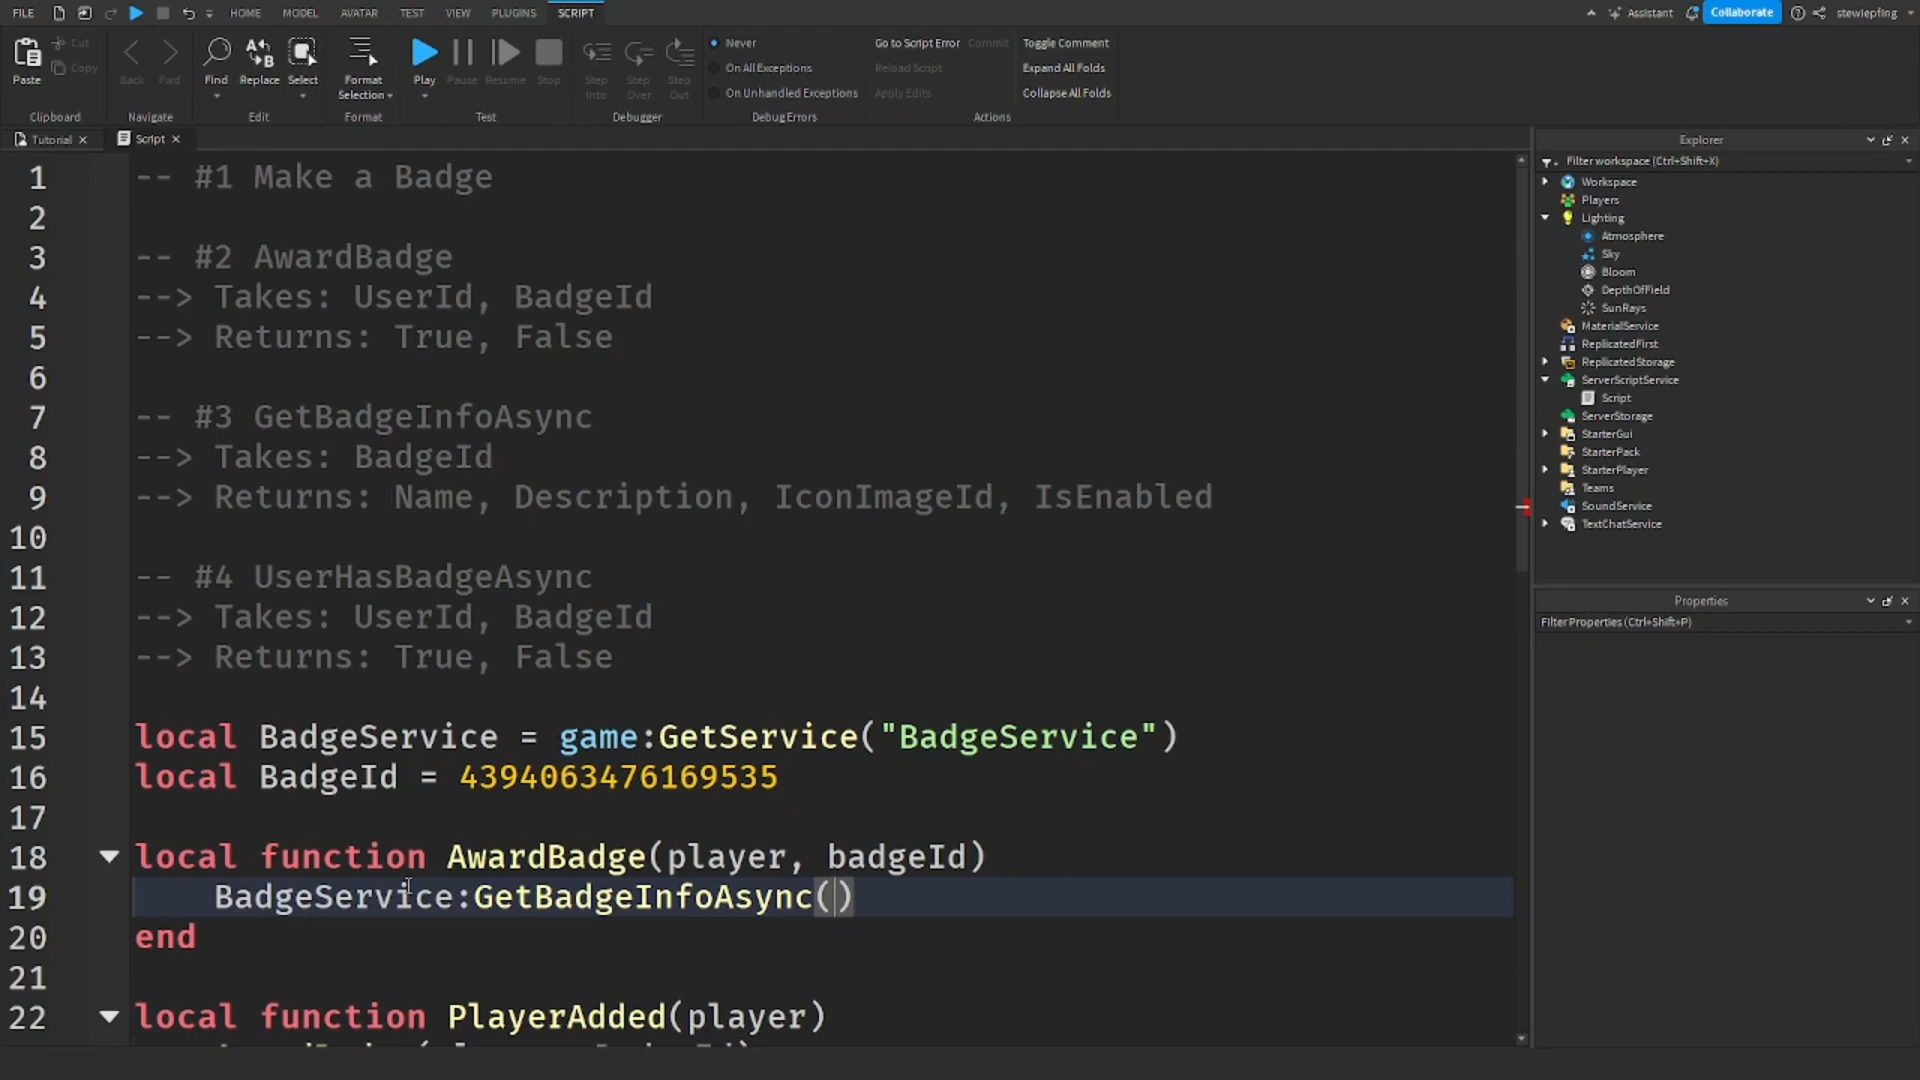 FILE HOME MODEL AVATAR TEST VIEW PLUGINS SCRIPT Assistant Collaborate stewiepfing
Paste Cut Copy Back Fwd Find Replace Select Format Selection Play Pause Resume Stop Step Into Step Over Step Out
Never Go to Script Error Commit Toggle Comment
On All Exceptions Reload Script Expand All Folds
On Unhandled Exceptions Apply Edits Collapse All Folds
Clipboard Navigate Edit Format Test Debugger Debug Errors Actions
Tutorial Script
1 -- #1 Make a Badge
2
3 -- #2 AwardBadge
4 --> Takes: UserId, BadgeId
5 --> Returns: True, False
6
7 -- #3 GetBadgeInfoAsync
8 --> Takes: BadgeId
9 --> Returns: Name, Description, IconImageId, IsEnabled
10
11 -- #4 UserHasBadgeAsync
12 --> Takes: UserId, BadgeId
13 --> Returns: True, False
14
15 local BadgeService = game:GetService("BadgeService")
16 local BadgeId = 4394063476169535
17
18 local function AwardBadge(player, badgeId)
19 BadgeService:GetBadgeInfoAsync()
20 end
21
22 local function PlayerAdded(player)
Explorer
Filter workspace (Ctrl+Shift+X)
Workspace
Players
Lighting
Atmosphere
Sky
Bloom
DepthOfField
SunRays
MaterialService
ReplicatedFirst
ReplicatedStorage
ServerScriptService
Script
ServerStorage
StarterGui
StarterPack
StarterPlayer
Teams
SoundService
TextChatService
Properties
Filter Properties (Ctrl+Shift+P)